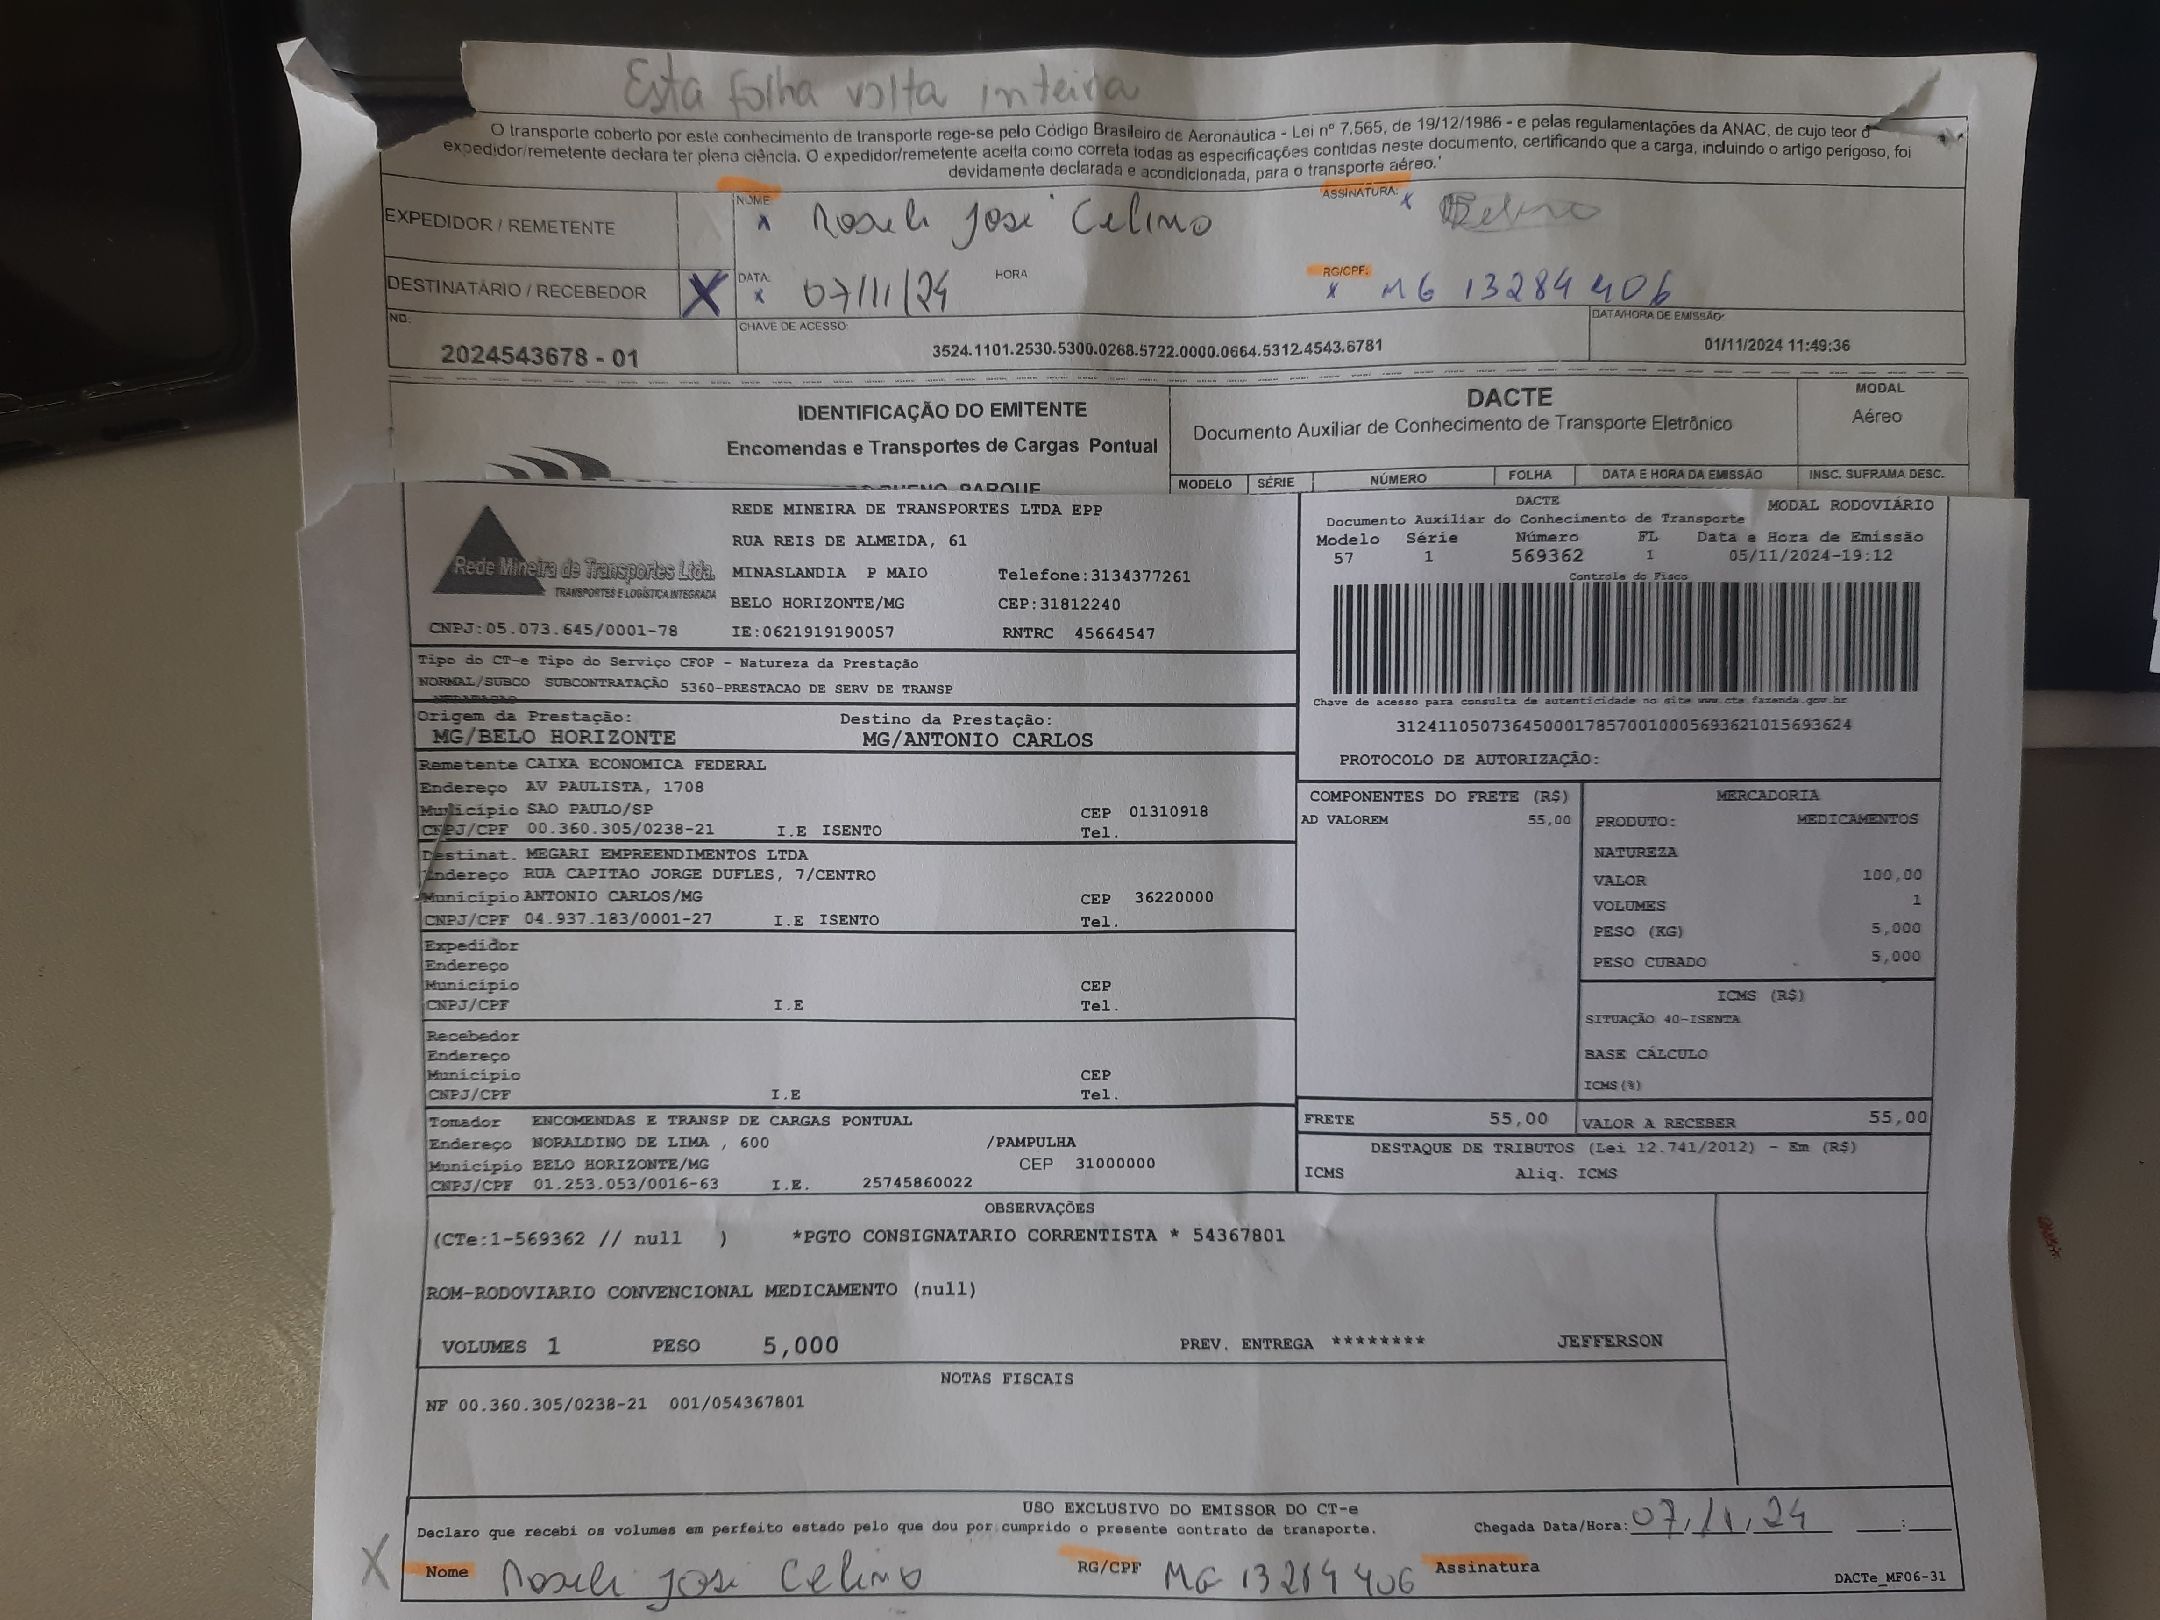 Esta folha volta inteira
O transporte coberto por este conhecimento de transporte rege-se pelo Código Brasileiro de Aeronáutica - Lei nº 7.565, de 19/12/1986 - e pelas regulamentações da ANAC, de cujo teor o
expedidor/remetente declara ter plena ciência. O expedidor/remetente aceita como correta todas as especificações contidas neste documento, certificando que a carga, incluindo o artigo perigoso, foi
devidamente declarada e acondicionada, para o transporte aéreo.'
EXPEDIDOR / REMETENTE NOME: x Roseli José Celino ASSINATURA: x Celino
DESTINATÁRIO / RECEBEDOR X DATA: x 07/11/24 HORA RG/CPF: x MG 13284406
NO: 2024543678 - 01 CHAVE DE ACESSO: 3524.1101.2530.5300.0268.5722.0000.0664.5312.4543.6781 DATA/HORA DE EMISSÃO: 01/11/2024 11:49:36
IDENTIFICAÇÃO DO EMITENTE DACTE MODAL
Encomendas e Transportes de Cargas Pontual Documento Auxiliar de Conhecimento de Transporte Eletrônico Aéreo
PARQUE MODELO SÉRIE NÚMERO FOLHA DATA E HORA DA EMISSÃO INSC. SUFRAMA DESC.
REDE MINEIRA DE TRANSPORTES LTDA EPP
RUA REIS DE ALMEIDA, 61
Rede Mineira de Transportes Ltda. MINASLANDIA P MAIO Telefone:3134377261
TRANSPORTES E LOGÍSTICA INTEGRADA
BELO HORIZONTE/MG CEP:31812240
CNPJ:05.073.645/0001-78 IE:0621919190057 RNTRC 45664547
DACTE MODAL RODOVIÁRIO
Documento Auxiliar do Conhecimento de Transporte
Modelo Série Número FL Data e Hora de Emissão
57 1 569362 1 05/11/2024-19:12
Controle do Fisco
Chave de acesso para consulta de autenticidade no site www.cte.fazenda.gov.br
31241105073645000178570010005693621015693624
PROTOCOLO DE AUTORIZAÇÃO:
Tipo do CT-e Tipo do Serviço CFOP - Natureza da Prestação
NORMAL/SUBCO SUBCONTRATAÇÃO 5360-PRESTACAO DE SERV DE TRANSP
Origem da Prestação: Destino da Prestação:
MG/BELO HORIZONTE MG/ANTONIO CARLOS
Remetente CAIXA ECONOMICA FEDERAL
Endereço AV PAULISTA, 1708
Município SAO PAULO/SP CEP 01310918
CNPJ/CPF 00.360.305/0238-21 I.E ISENTO Tel.
Destinat. MEGARI EMPREENDIMENTOS LTDA
Endereço RUA CAPITAO JORGE DUFLES, 7/CENTRO
Município ANTONIO CARLOS/MG CEP 36220000
CNPJ/CPF 04.937.183/0001-27 I.E ISENTO Tel.
Expedidor
Endereço
Município CEP
CNPJ/CPF I.E Tel.
Recebedor
Endereço
Município CEP
CNPJ/CPF I.E Tel.
Tomador ENCOMENDAS E TRANSP DE CARGAS PONTUAL
Endereço NORALDINO DE LIMA , 600 /PAMPULHA
Município BELO HORIZONTE/MG CEP 31000000
CNPJ/CPF 01.253.053/0016-63 I.E. 25745860022
COMPONENTES DO FRETE (R$)
AD VALOREM 55,00
MERCADORIA
PRODUTO: MEDICAMENTOS
NATUREZA
VALOR 100,00
VOLUMES 1
PESO (KG) 5,000
PESO CUBADO 5,000
ICMS (R$)
SITUAÇÃO 40-ISENTA
BASE CÁLCULO
ICMS(%)
FRETE 55,00 VALOR A RECEBER 55,00
DESTAQUE DE TRIBUTOS (Lei 12.741/2012) - Em (R$)
ICMS Aliq. ICMS
OBSERVAÇÕES
(CTe:1-569362 // null ) *PGTO CONSIGNATARIO CORRENTISTA * 54367801
ROM-RODOVIARIO CONVENCIONAL MEDICAMENTO (null)
VOLUMES 1 PESO 5,000 PREV. ENTREGA ******** JEFFERSON
NOTAS FISCAIS
NF 00.360.305/0238-21 001/054367801
USO EXCLUSIVO DO EMISSOR DO CT-e
Declaro que recebi os volumes em perfeito estado pelo que dou por cumprido o presente contrato de transporte. Chegada Data/Hora: 07/11/24 __:__
X Nome Roseli José Celino RG/CPF MG 13284406 Assinatura
DACTe_MF06-31